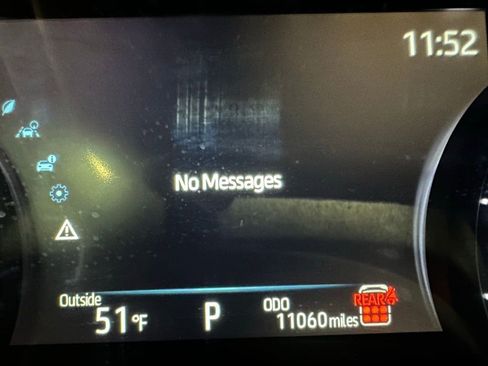 11:52
No Messages
Outside
51°F
P
ODO
11060 miles
REAR